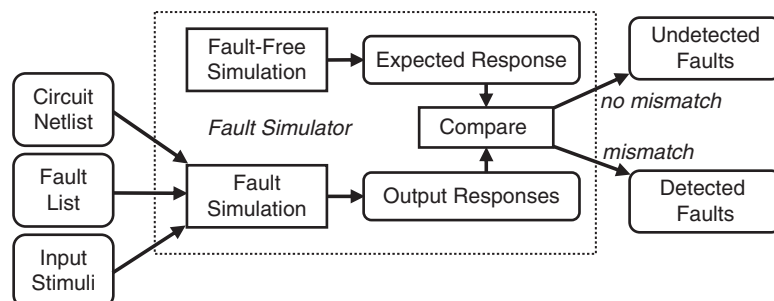 Fault-Free
Simulation
Expected Response
Undetected
Faults
Circuit
Netlist
Fault Simulator
Compare
no mismatch
mismatch
Fault
List
Fault
Simulation
Output Responses
Detected
Faults
Input
Stimuli